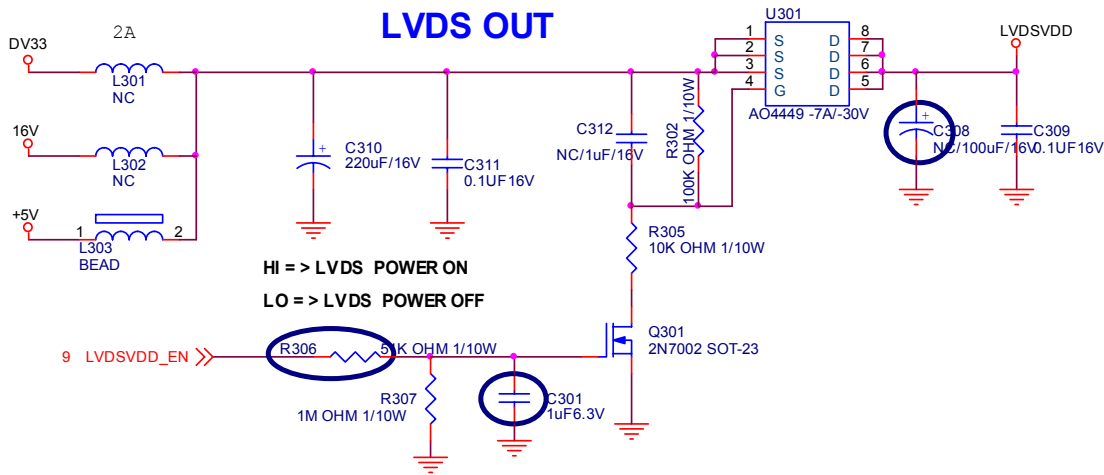 LVDS OUT
2A
DV33
L301
NC
16V
L302
NC
+5V
1
2
L303
BEAD
C310
220uF/16V
C311
0.1UF16V
C312
NC/1uF/16V
R302
100K OHM 1/10W
U301
1 S D 8
2 S D 7
3 S D 6
4 G D 5
AO4449 -7A/-30V
LVDSVDD
C308
NC/100uF/16V
C309
0.1UF16V
R305
10K OHM 1/10W
HI = > LVDS POWER ON
LO = > LVDS POWER OFF
Q301
2N7002 SOT-23
9 LVDSVDD_EN
R306
51K OHM 1/10W
R307
1M OHM 1/10W
C301
1uF6.3V